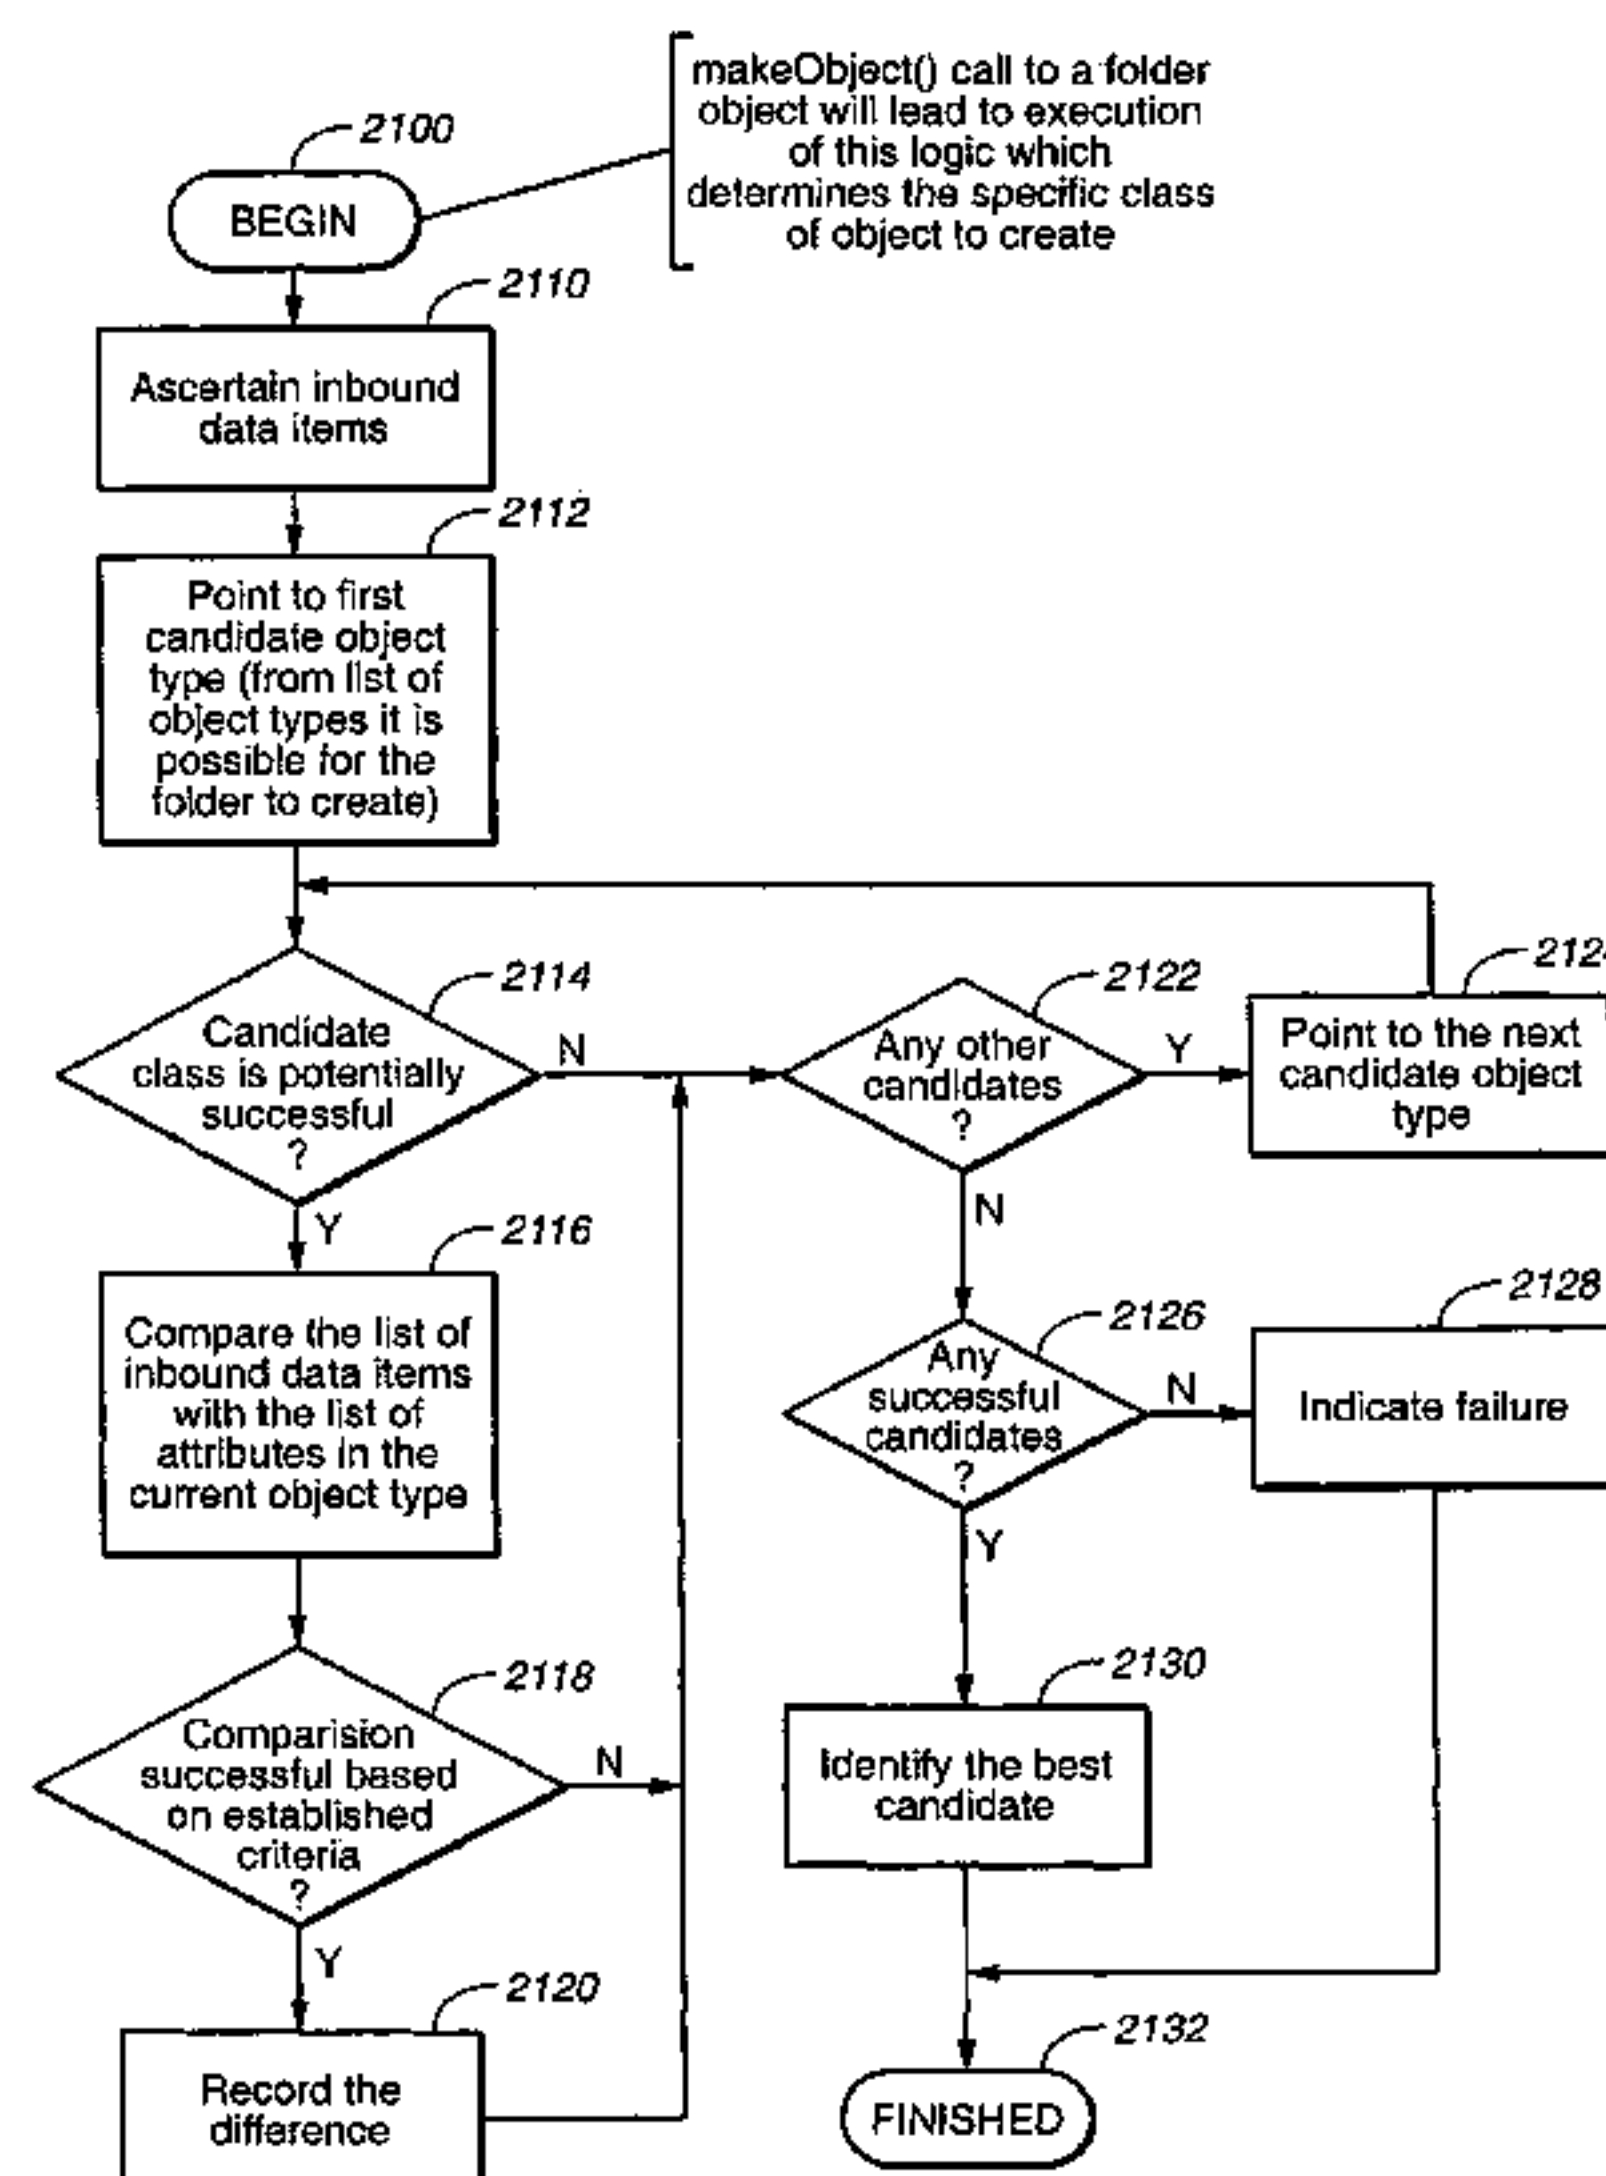 makeObject() call to a folder
object will lead to execution
of this logic which
determines the specific class
of object to create
2100
BEGIN
2110
Ascertain inbound
data items
2112
Point to first
candidate object
type (from list of
object types it is
possible for the
folder to create)
2114
Candidate
class is potentially
successful
?
N
Y
2122
Any other
candidates
?
Y
N
Point to the next
candidate object
type
2116
Compare the list of
inbound data items
with the list of
attributes in the
current object type
2126
Any
successful
candidates
?
N
Y
2128
Indicate failure
2118
Comparision
successful based
on established
criteria
?
N
Y
2130
Identify the best
candidate
2120
Record the
difference
2132
FINISHED